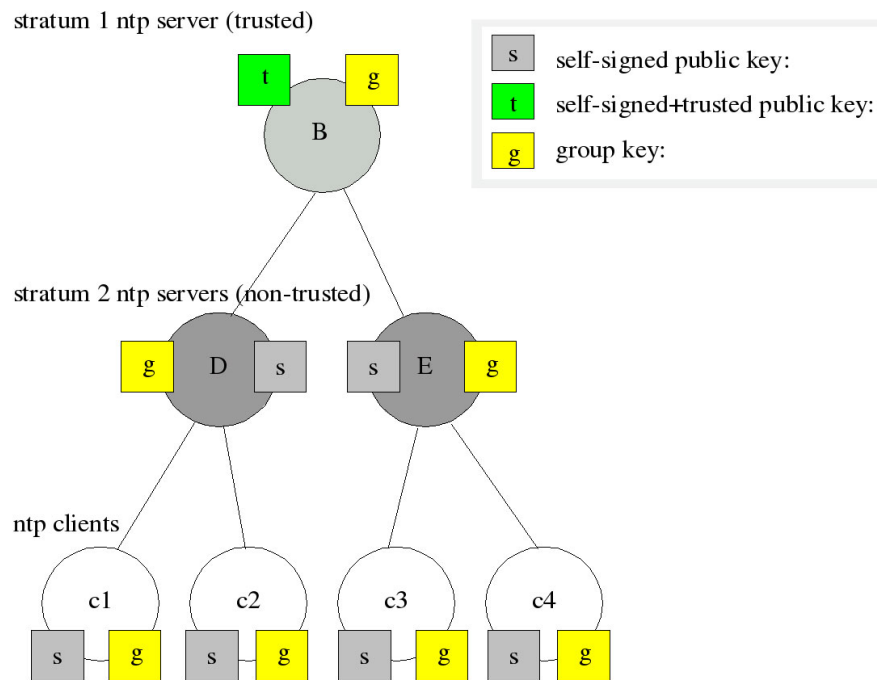 stratum 1 ntp server (trusted)
t
g
B
s self-signed public key:
t self-signed+trusted public key:
g group key:
stratum 2 ntp servers (non-trusted)
g D s
s E g
ntp clients
c1 c2 c3 c4
s g s g s g s g